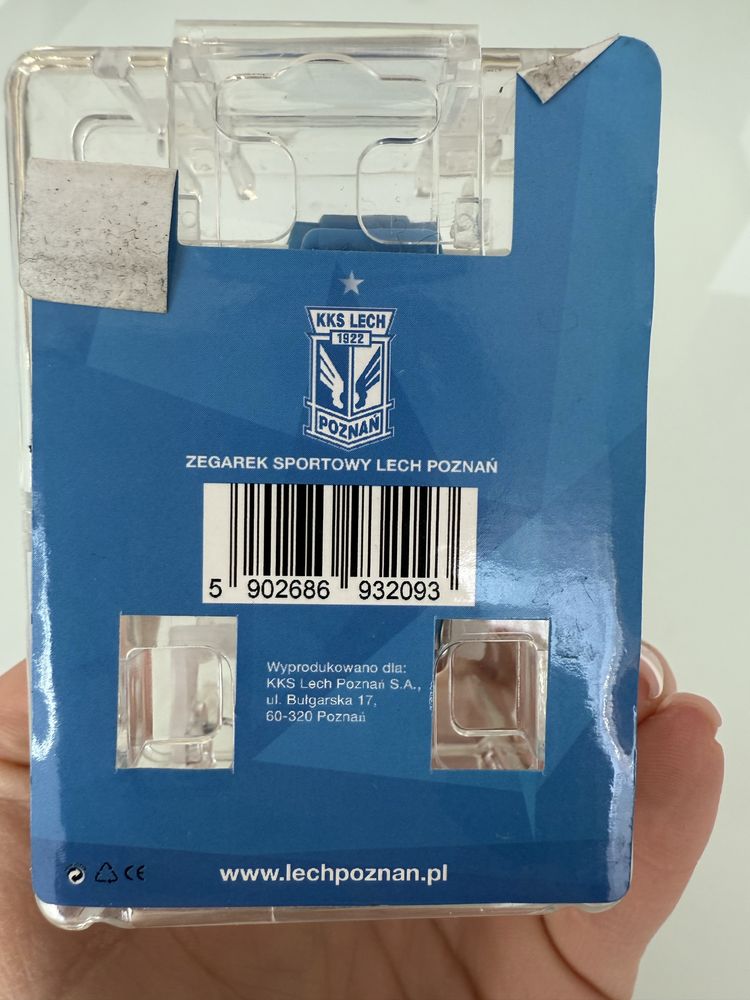 KKS LECH
1922
POZNAŃ
ZEGAREK SPORTOWY LECH POZNAŃ
5 902686 932093
Wyprodukowano dla:
KKS Lech Poznań S.A.,
ul. Bułgarska 17,
60-320 Poznań
CE
www.lechpoznan.pl